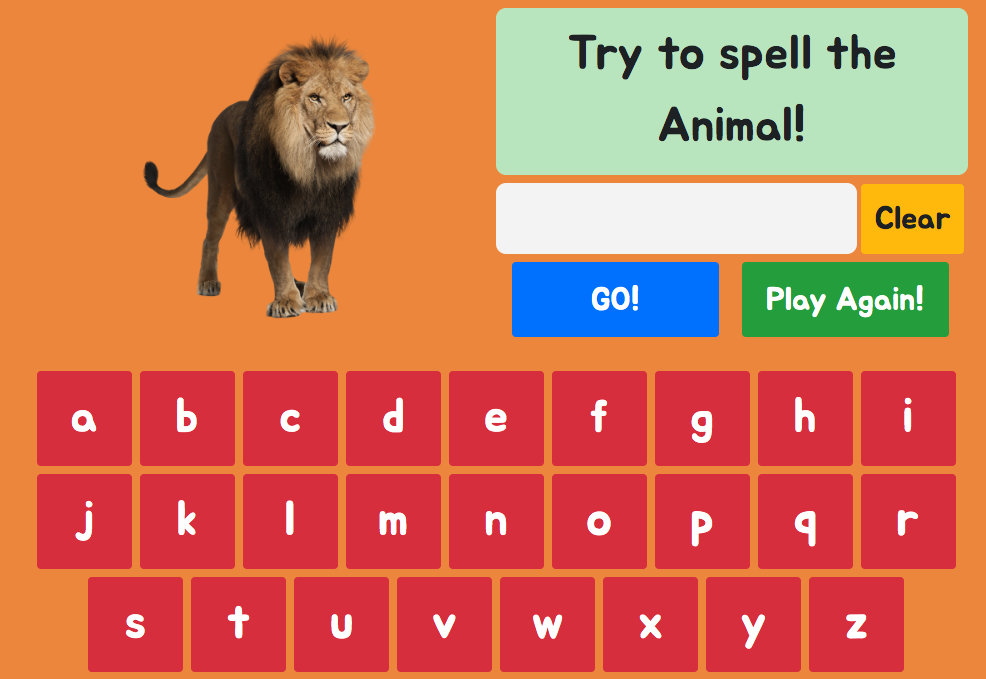 Try to spell the
Animal!
Clear
GO!
Play Again!
a b c d e f g h i
j k l m n o p q r
s t u v w x y z